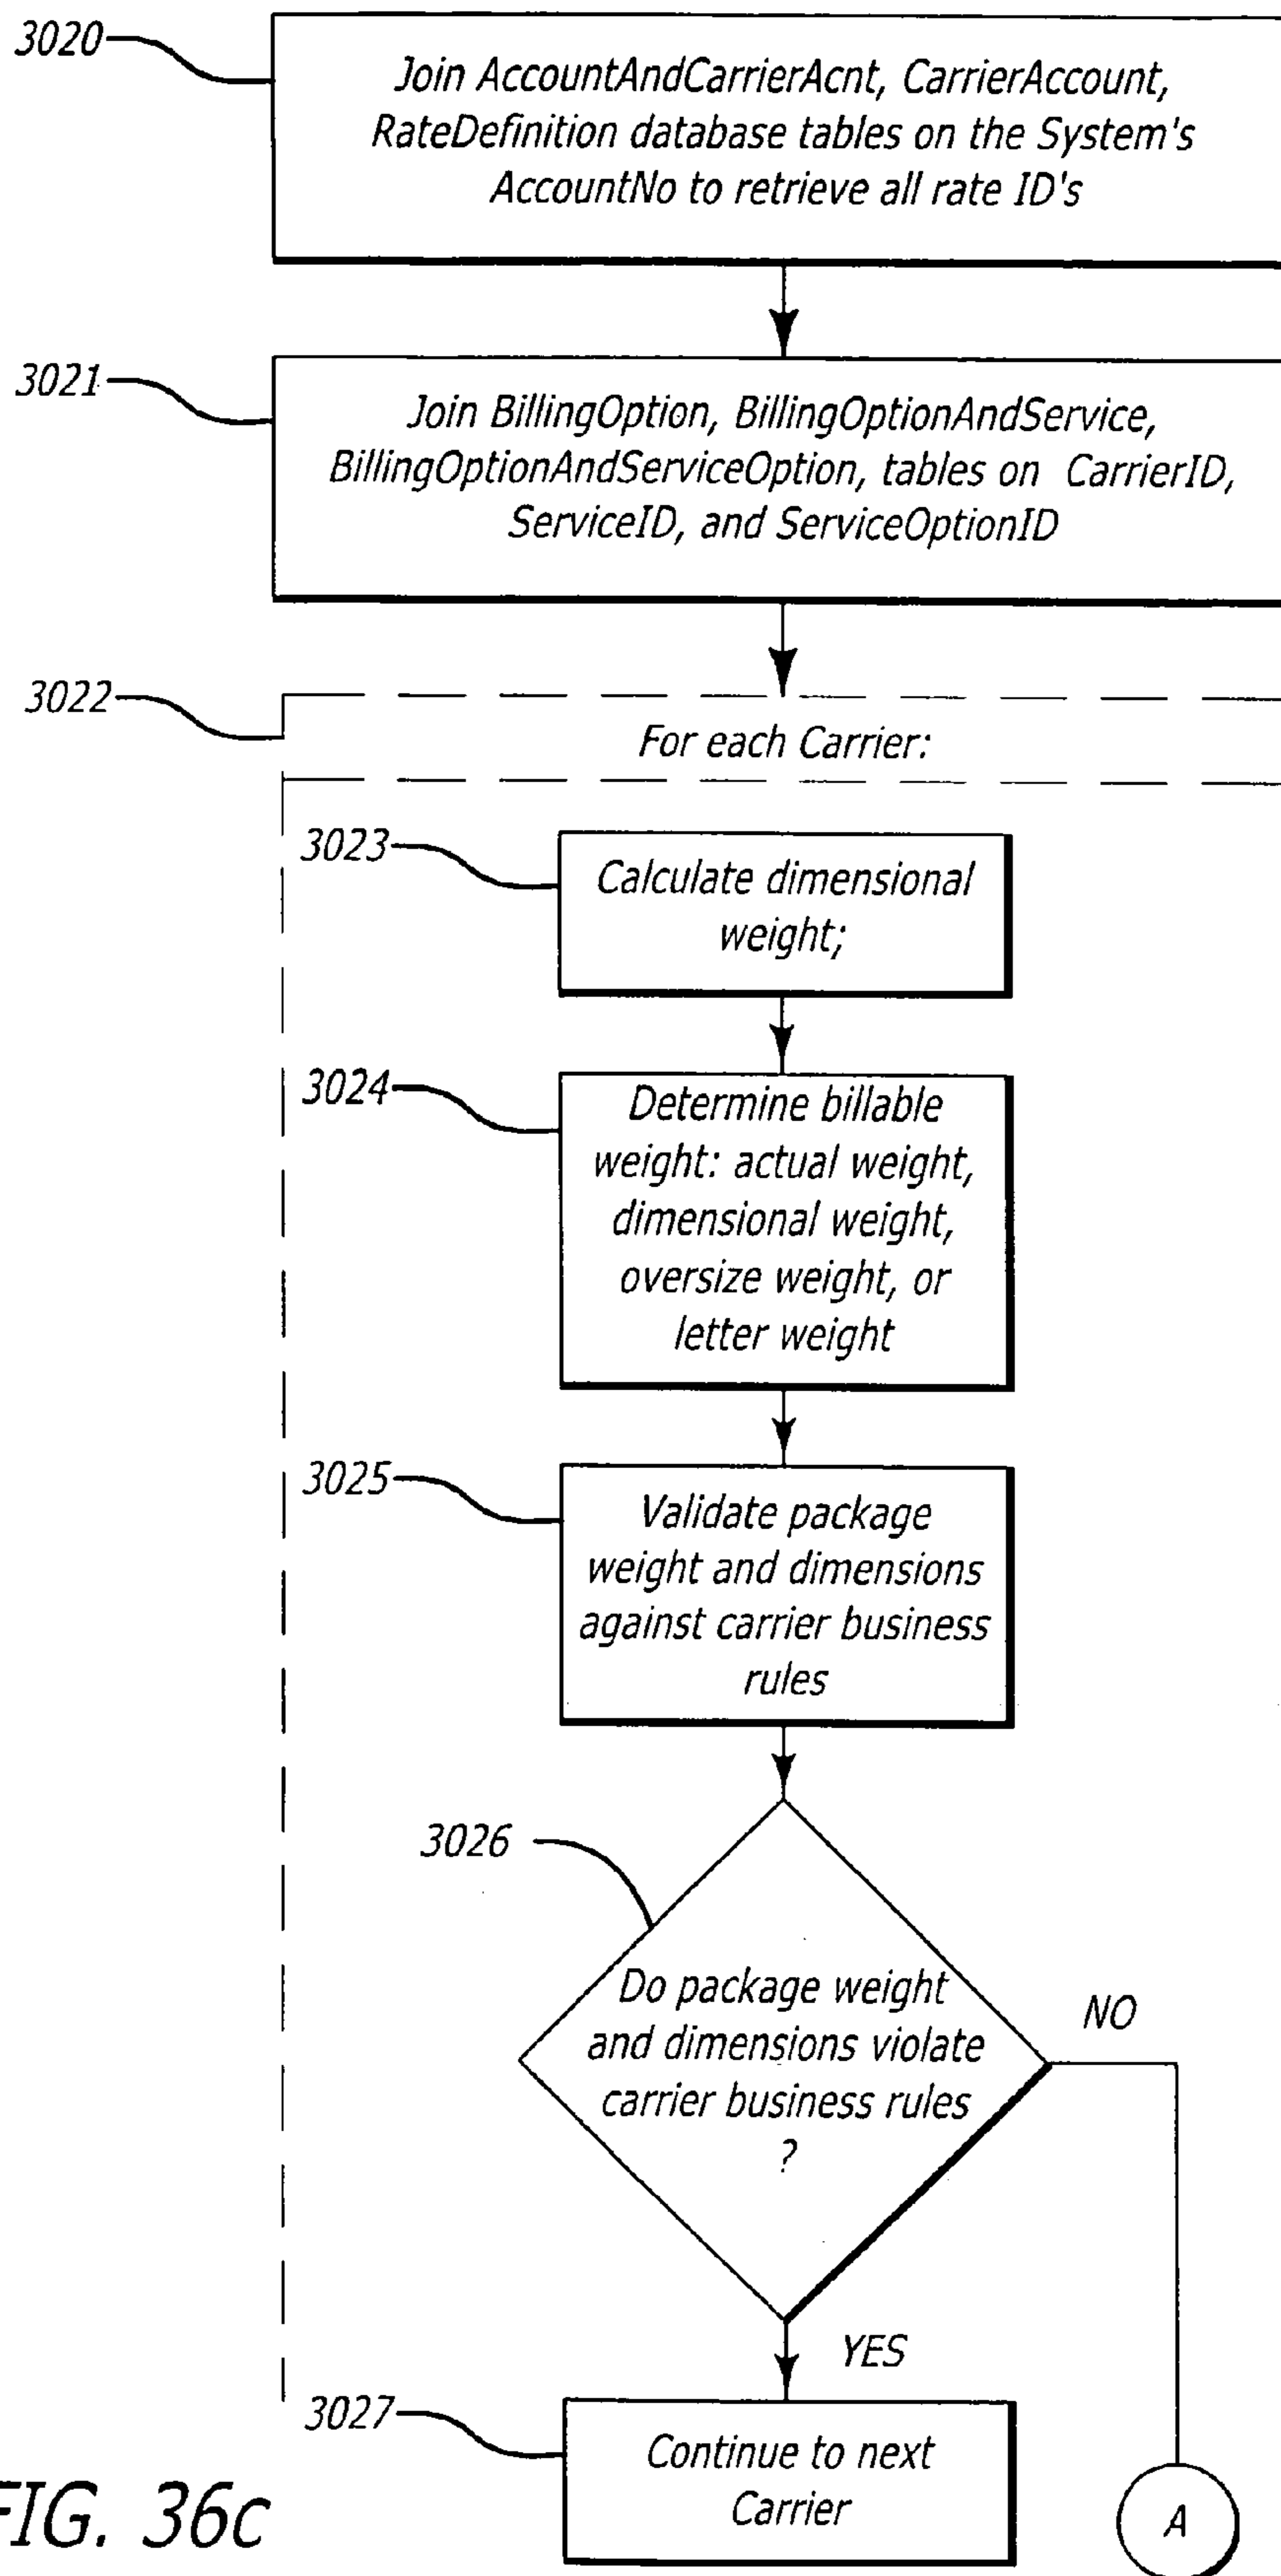 3020
Join AccountAndCarrierAcnt, CarrierAccount,
RateDefinition database tables on the System's
AccountNo to retrieve all rate ID's
3021
Join BillingOption, BillingOptionAndService,
BillingOptionAndServiceOption, tables on CarrierID,
ServiceID, and ServiceOptionID
3022
For each Carrier:
3023
Calculate dimensional
weight;
3024
Determine billable
weight: actual weight,
dimensional weight,
oversize weight, or
letter weight
3025
Validate package
weight and dimensions
against carrier business
rules
3026
Do package weight
and dimensions violate
carrier business rules
?
NO
YES
3027
Continue to next
Carrier
A
FIG. 36c